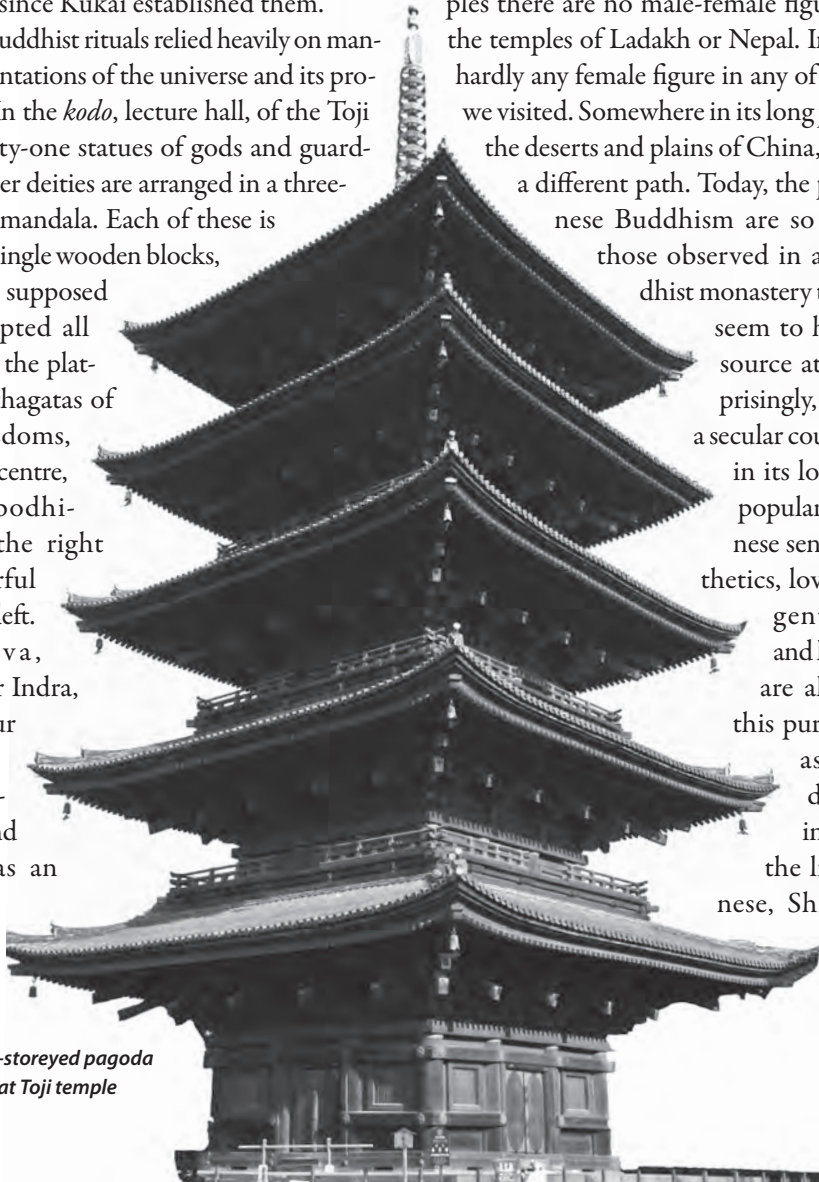 since Kukai established them.
uddhist rituals relied heavily on man-
ntations of the universe and its pro-
n the kodo, lecture hall, of the Toji
ty-one statues of gods and guard-
er deities are arranged in a three-
mandala. Each of these is
ingle wooden blocks,
supposed
pted all
the plat-
hagatas of
doms,
centre,
bodhi-
the right
rful
left.
va,
r Indra,
ur
-
nd
as an
-storeyed pagoda
at Toji temple
ples there are no male-female figu
the temples of Ladakh or Nepal. In
hardly any female figure in any of
we visited. Somewhere in its long
the deserts and plains of China,
a different path. Today, the p
nese Buddhism are so
those observed in a
dhist monastery t
seem to h
source at
prisingly,
a secular cou
in its lo
popular
nese sen
thetics, lov
gen
and
are al
this pur
as
d
in
the li
nese, Sh